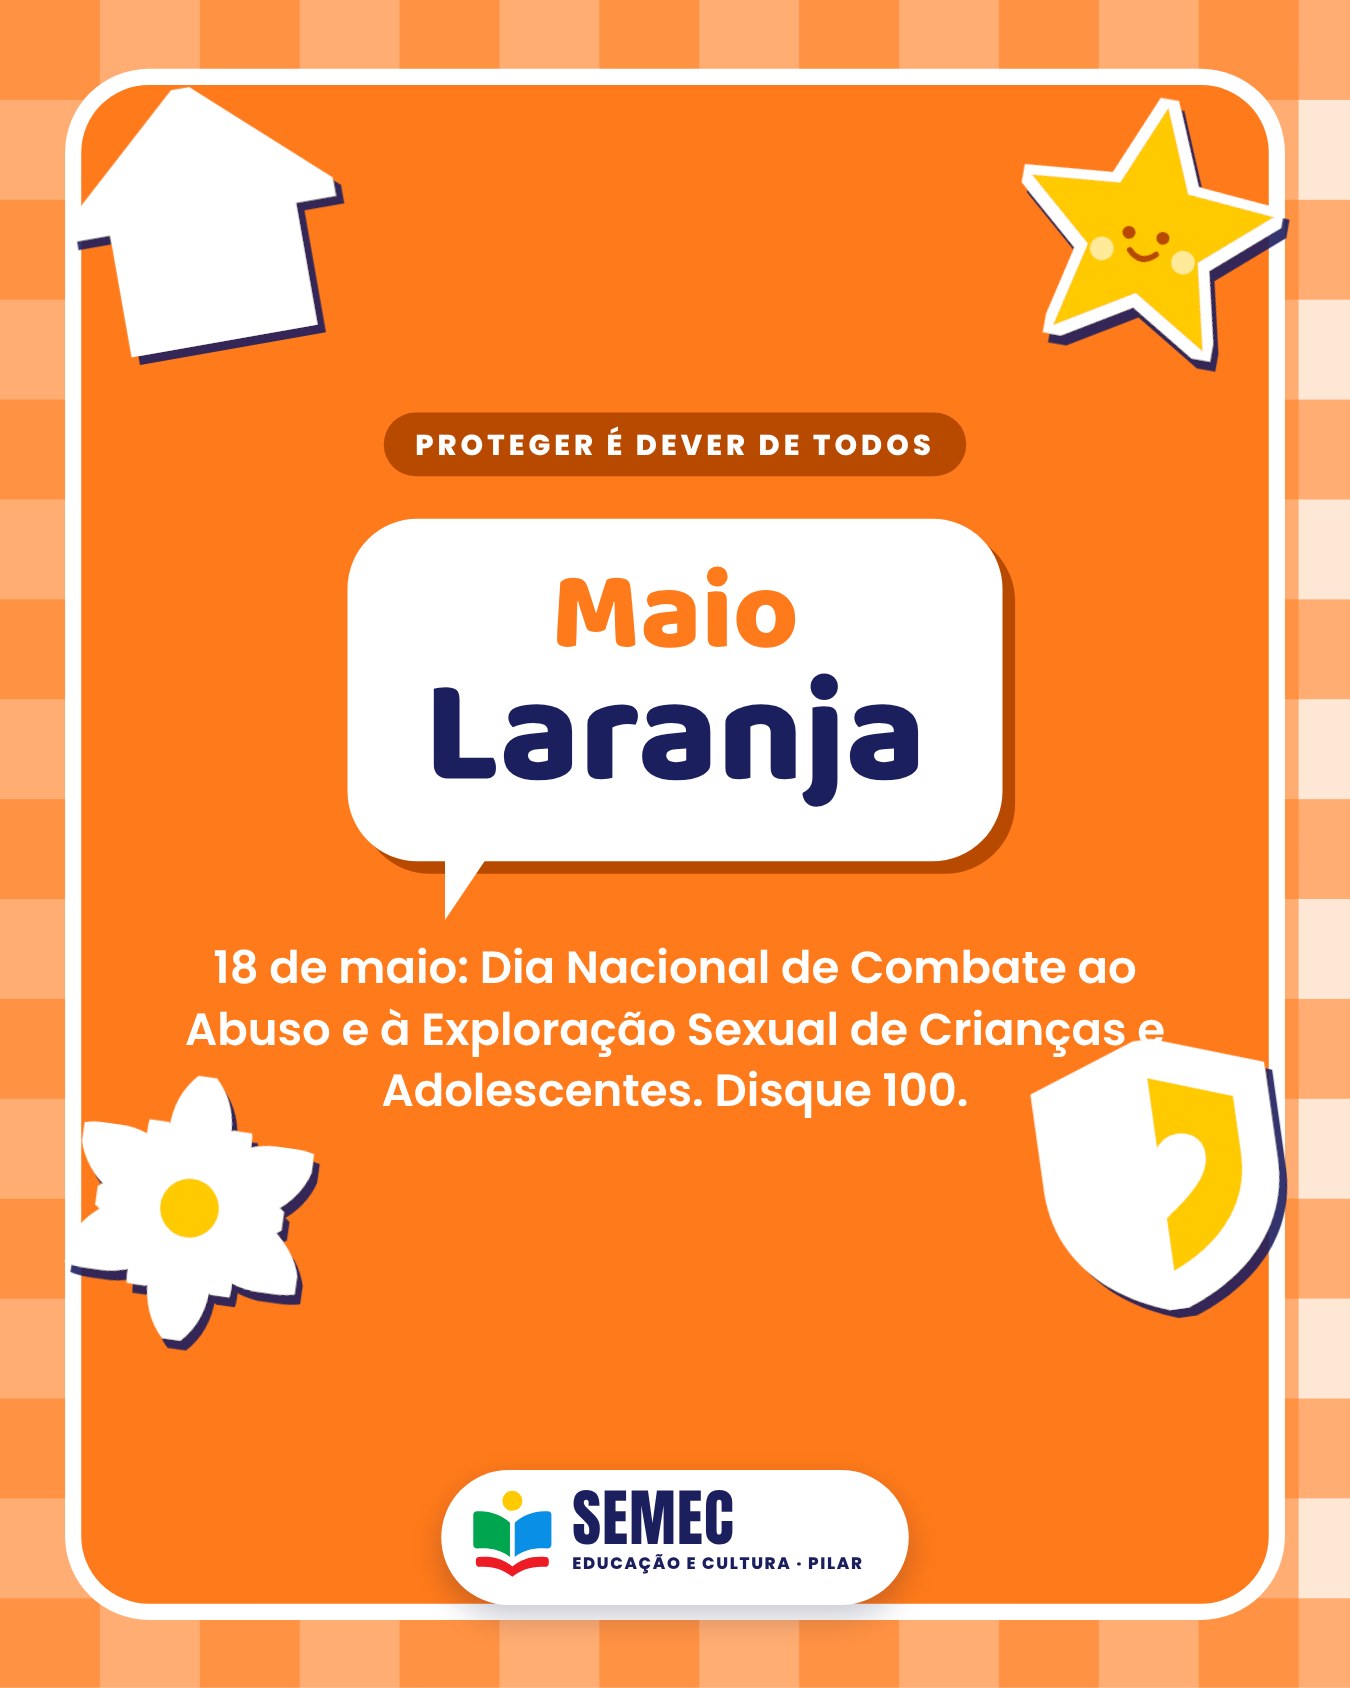 PROTEGER É DEVER DE TODOS
Maio
Laranja
18 de maio: Dia Nacional de Combate ao
Abuso e à Exploração Sexual de Crianças e
Adolescentes. Disque 100.
SEMEC
EDUCAÇÃO E CULTURA · PILAR